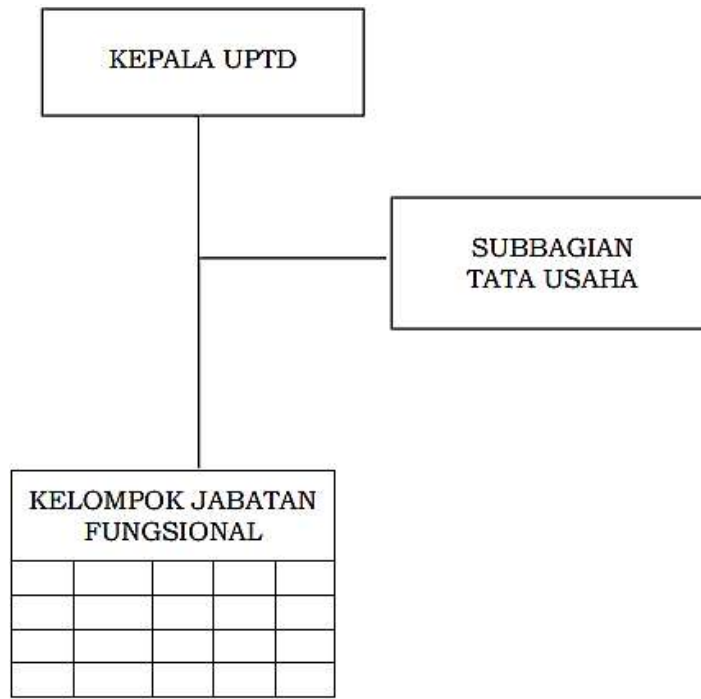 KEPALA UPTD
SUBBAGIAN
TATA USAHA
KELOMPOK JABATAN
FUNGSIONAL